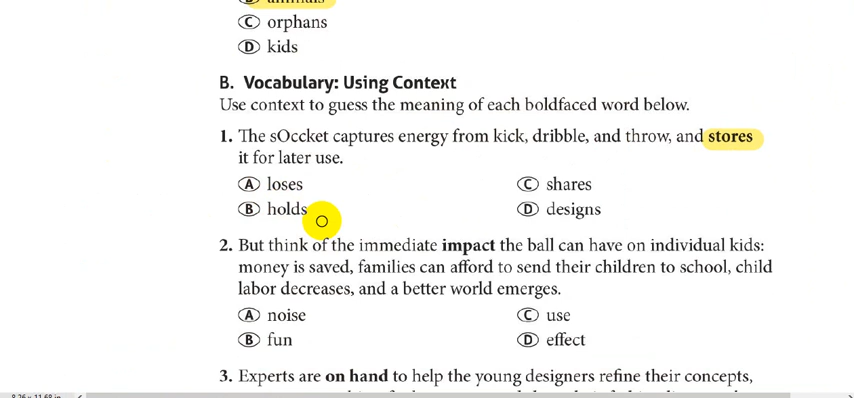 C orphans
D kids
B. Vocabulary: Using Context
Use context to guess the meaning of each boldfaced word below.
1. The sOccket captures energy from kick, dribble, and throw, and stores
it for later use.
A loses
C shares
B holds
D designs
2. But think of the immediate impact the ball can have on individual kids:
money is saved, families can afford to send their children to school, child
labor decreases, and a better world emerges.
A noise
C use
B fun
D effect
3. Experts are on hand to help the young designers refine their concepts,